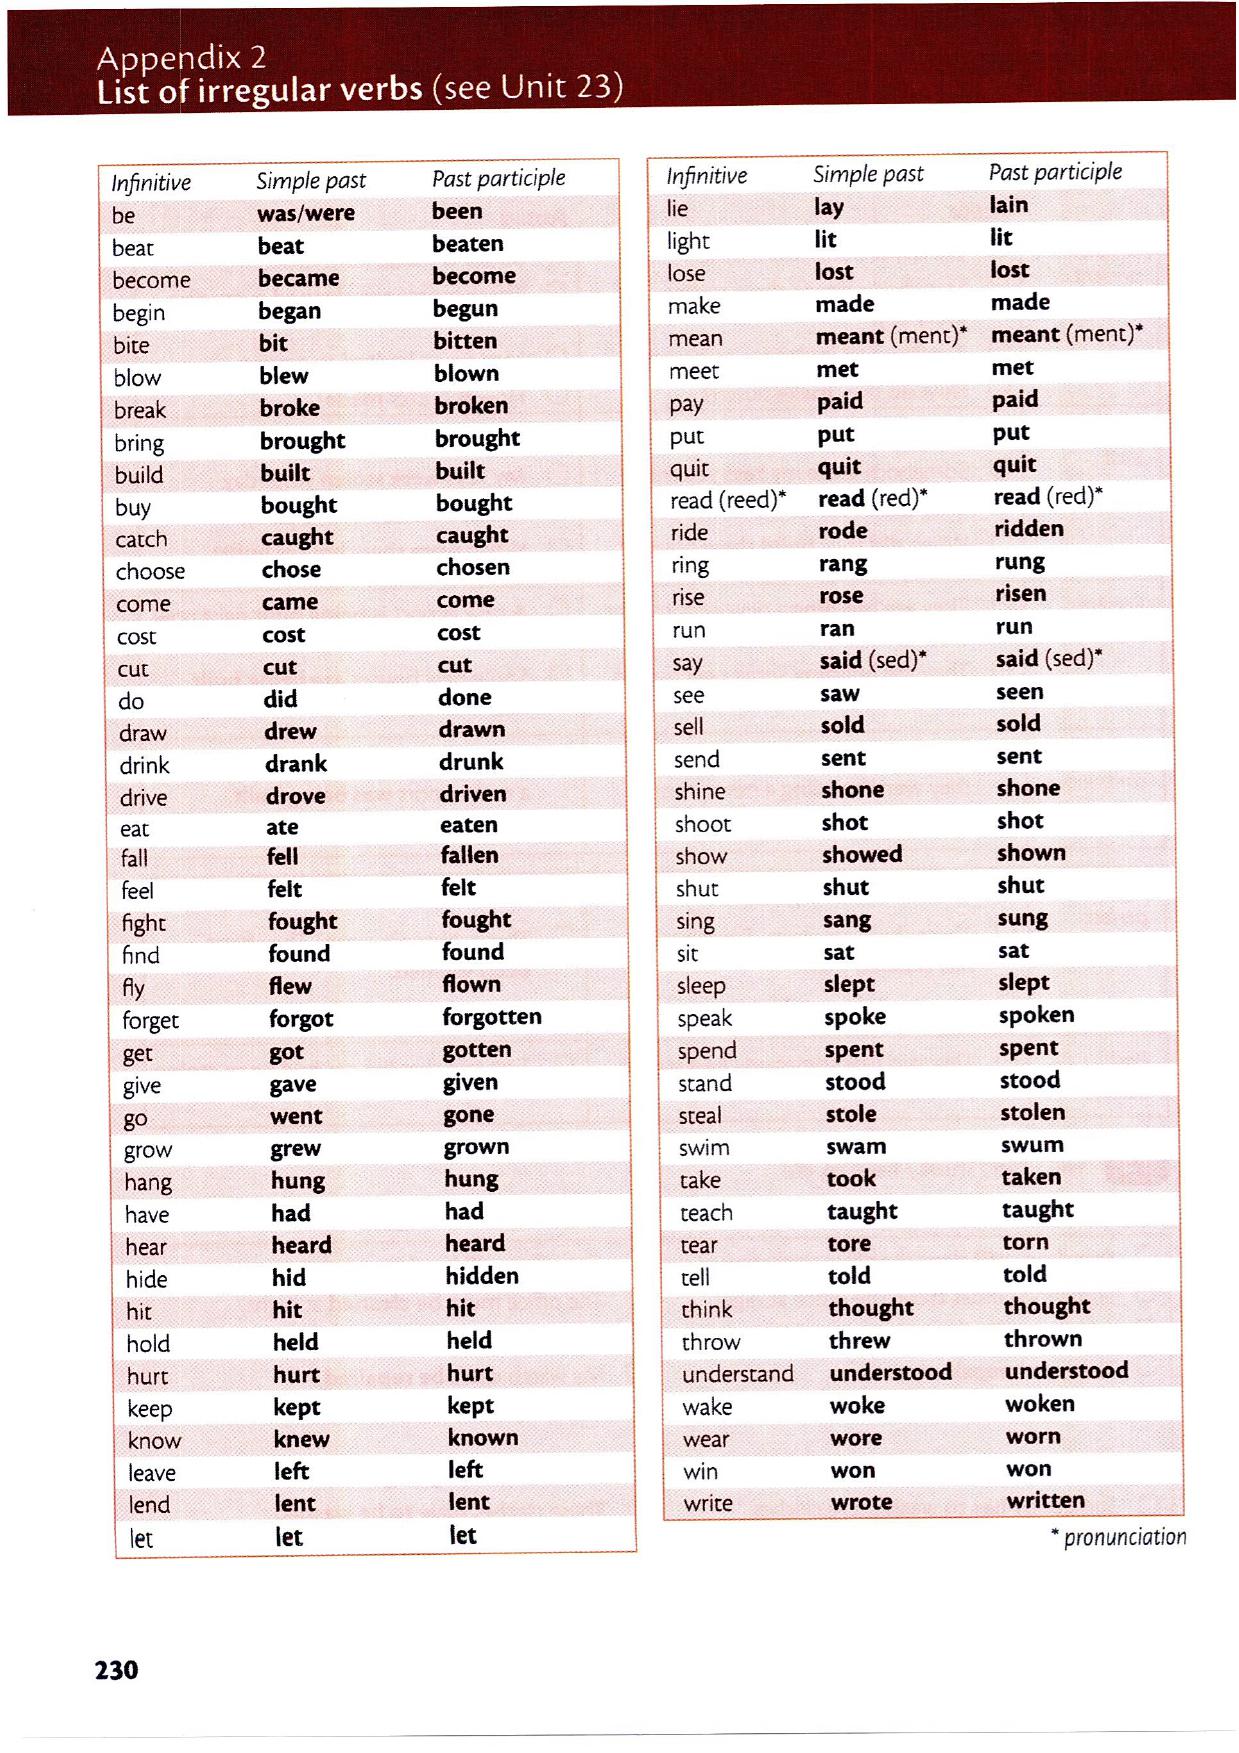 Appendix 2
List of irregular verbs (see Unit 23)
Infinitive Simple past Past participle
be was/were been
beat beat beaten
become became become
begin began begun
bite bit bitten
blow blew blown
break broke broken
bring brought brought
build built built
buy bought bought
catch caught caught
choose chose chosen
come came come
cost cost cost
cut cut cut
do did done
draw drew drawn
drink drank drunk
drive drove driven
eat ate eaten
fall fell fallen
feel felt felt
fight fought fought
find found found
fly flew flown
forget forgot forgotten
get got gotten
give gave given
go went gone
grow grew grown
hang hung hung
have had had
hear heard heard
hide hid hidden
hit hit hit
hold held held
hurt hurt hurt
keep kept kept
know knew known
leave left left
lend lent lent
let let let
Infinitive Simple past Past participle
lie lay lain
light lit lit
lose lost lost
make made made
mean meant (ment)* meant (ment)*
meet met met
pay paid paid
put put put
quit quit quit
read (reed)* read (red)* read (red)*
ride rode ridden
ring rang rung
rise rose risen
run ran run
say said (sed)* said (sed)*
see saw seen
sell sold sold
send sent sent
shine shone shone
shoot shot shot
show showed shown
shut shut shut
sing sang sung
sit sat sat
sleep slept slept
speak spoke spoken
spend spent spent
stand stood stood
steal stole stolen
swim swam swum
take took taken
teach taught taught
tear tore torn
tell told told
think thought thought
throw threw thrown
understand understood understood
wake woke woken
wear wore worn
win won won
write wrote written
* pronunciation
230